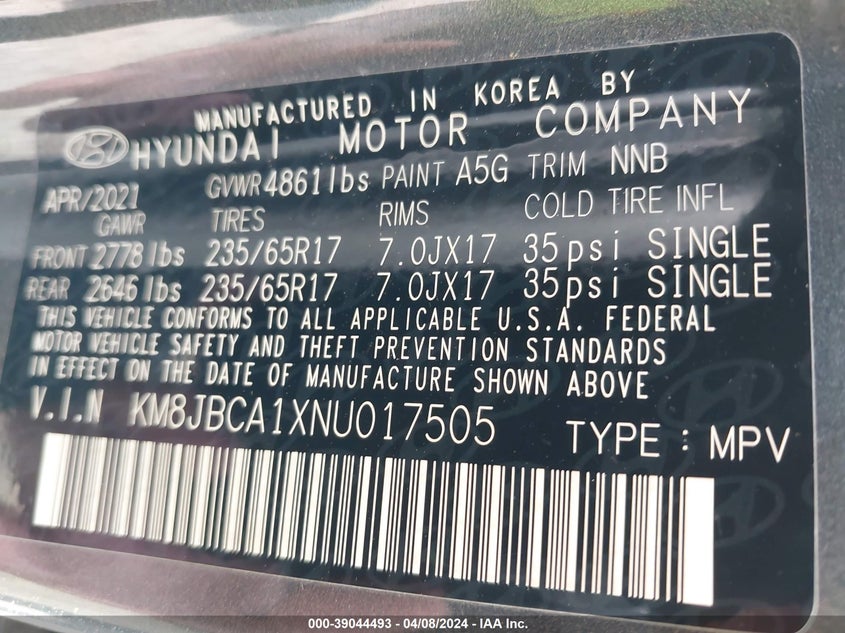 MANUFACTURED IN KOREA BY
HYUNDAI MOTOR COMPANY
APR/2021 GVWR 4861 lbs PAINT A5G TRIM NNB
GAWR TIRES RIMS COLD TIRE INFL
FRONT 2778 lbs 235/65R17 7.0JX17 35psi SINGLE
REAR 2646 lbs 235/65R17 7.0JX17 35psi SINGLE
THIS VEHICLE CONFORMS TO ALL APPLICABLE U.S.A. FEDERAL
MOTOR VEHICLE SAFETY AND THEFT PREVENTION STANDARDS
IN EFFECT ON THE DATE OF MANUFACTURE SHOWN ABOVE
V.I.N KM8JBCA1XNU017505 TYPE : MPV
000-39044493 - 04/08/2024 - IAA Inc.